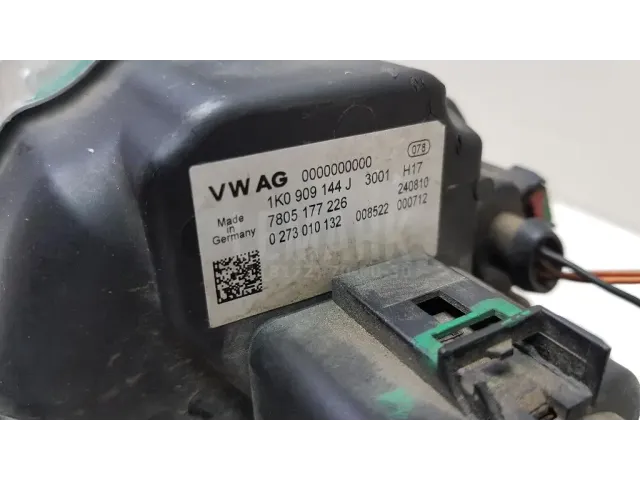 VW AG 0000000000 078
1K0 909 144 J 3001 H17
7805 177 226 240810
0 273 010 132 008522 000712
Made
in
Germany